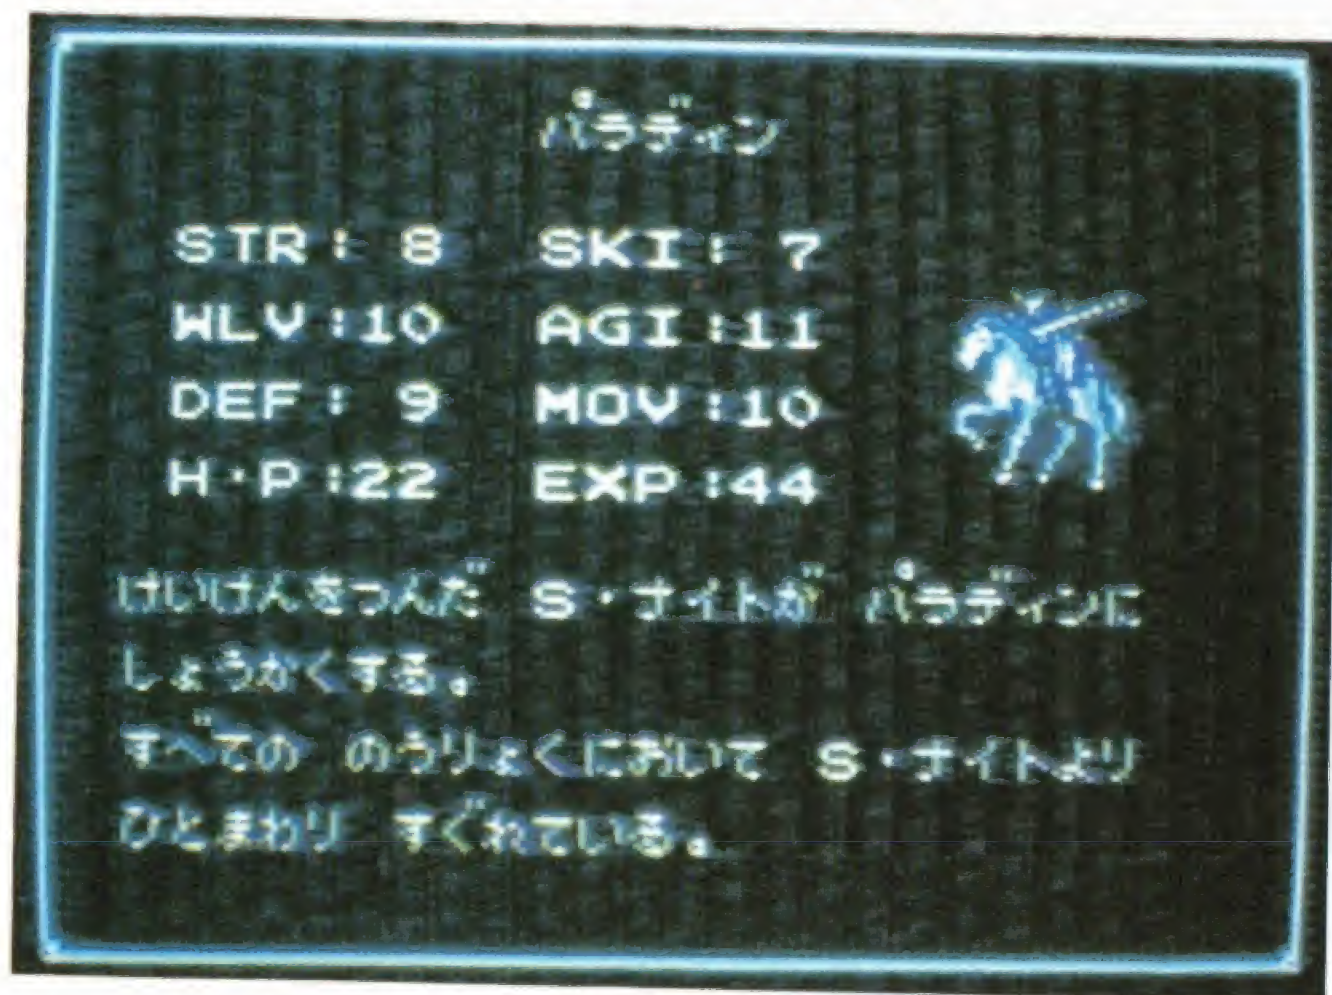 パラディン
STR: 8 SKI: 7
WLV:10 AGI:11
DEF: 9 MOV:10
H・P:22 EXP:44
けいけんをつんだ S・ナイトが パラディンに
しょうかくする。
すべての のうりょくにおいて S・ナイトより
ひとまわり すぐれている。